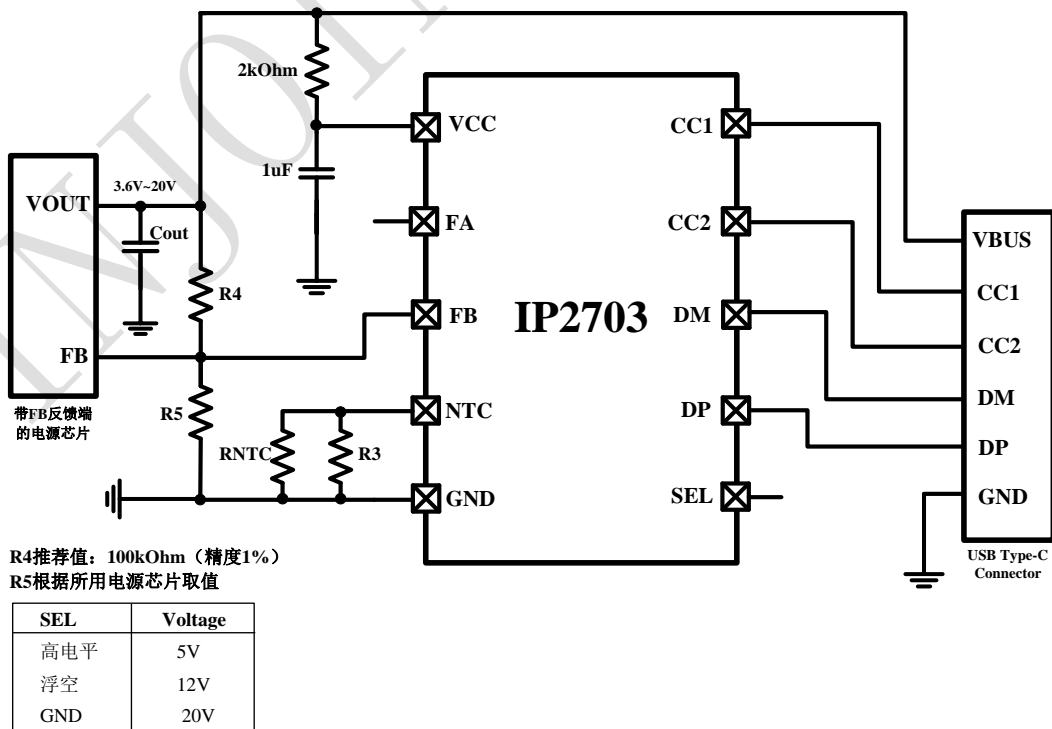 2kOhm
VCC
1uF
FA
FB
NTC
GND
IP2703
CC1
CC2
DM
DP
SEL
VOUT
3.6V~20V
Cout
R4
FB
R5
RNTC
R3
带FB反馈端
的电源芯片
VBUS
CC1
CC2
DM
DP
GND
USB Type-C
Connector
R4推荐值：100kOhm（精度1%）
R5根据所用电源芯片取值
SEL Voltage
高电平 5V
浮空 12V
GND 20V